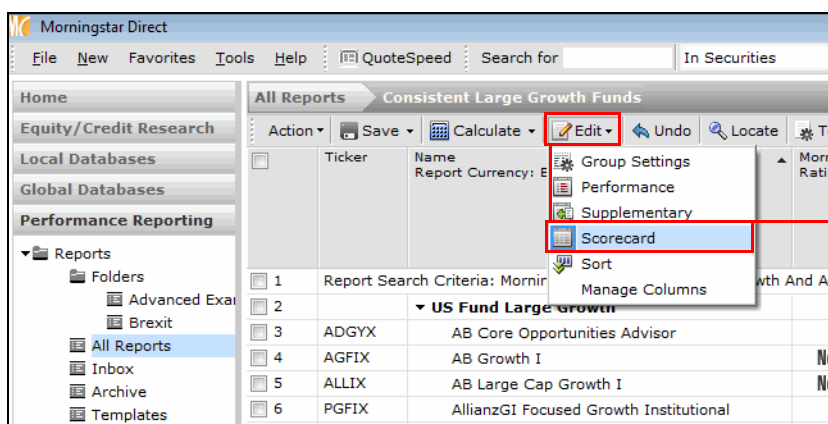 Morningstar Direct
File New Favorites Tools Help QuoteSpeed Search for In Securities
Home
Equity/Credit Research
Local Databases
Global Databases
Performance Reporting
Reports
Folders
Advanced
Brexit
All Reports
Inbox
Archive
Templates
All Reports Consistent Large Growth Funds
Action Save Calculate Edit Undo Locate
Ticker Name
Report Currency:
Group Settings
Performance
Supplementary
Scorecard
Sort
Manage Columns
1 Report Search Criteria: And
2 US Fund Large Growth
3 ADGYX AB Core Opportunities Advisor
4 AGFIX AB Growth I
5 ALLIX AB Large Cap Growth I
6 PGFIX AllianzGI Focused Growth Institutional